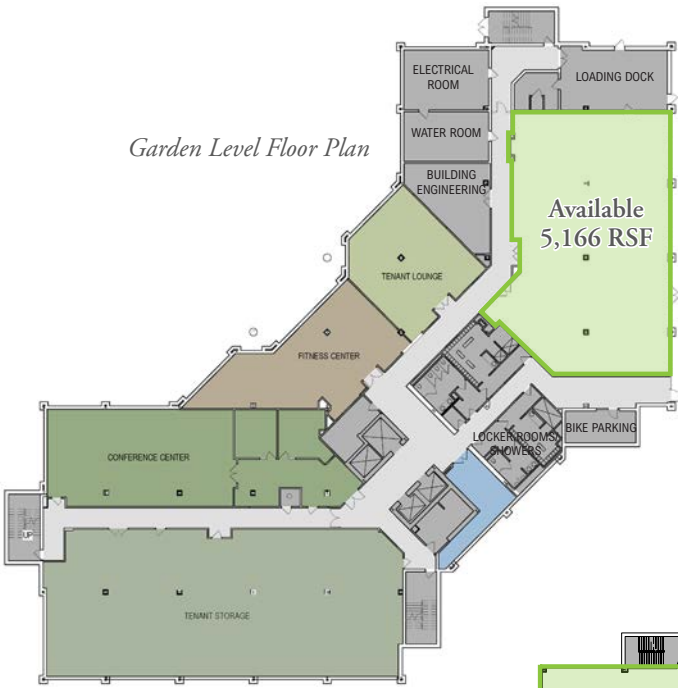 ELECTRICAL
ROOM
LOADING DOCK
Garden Level Floor Plan
WATER ROOM
BUILDING
ENGINEERING
Available
5,166 RSF
TENANT LOUNGE
FITNESS CENTER
BIKE PARKING
LOCKER ROOMS/
SHOWERS
CONFERENCE CENTER
UP
TENANT STORAGE